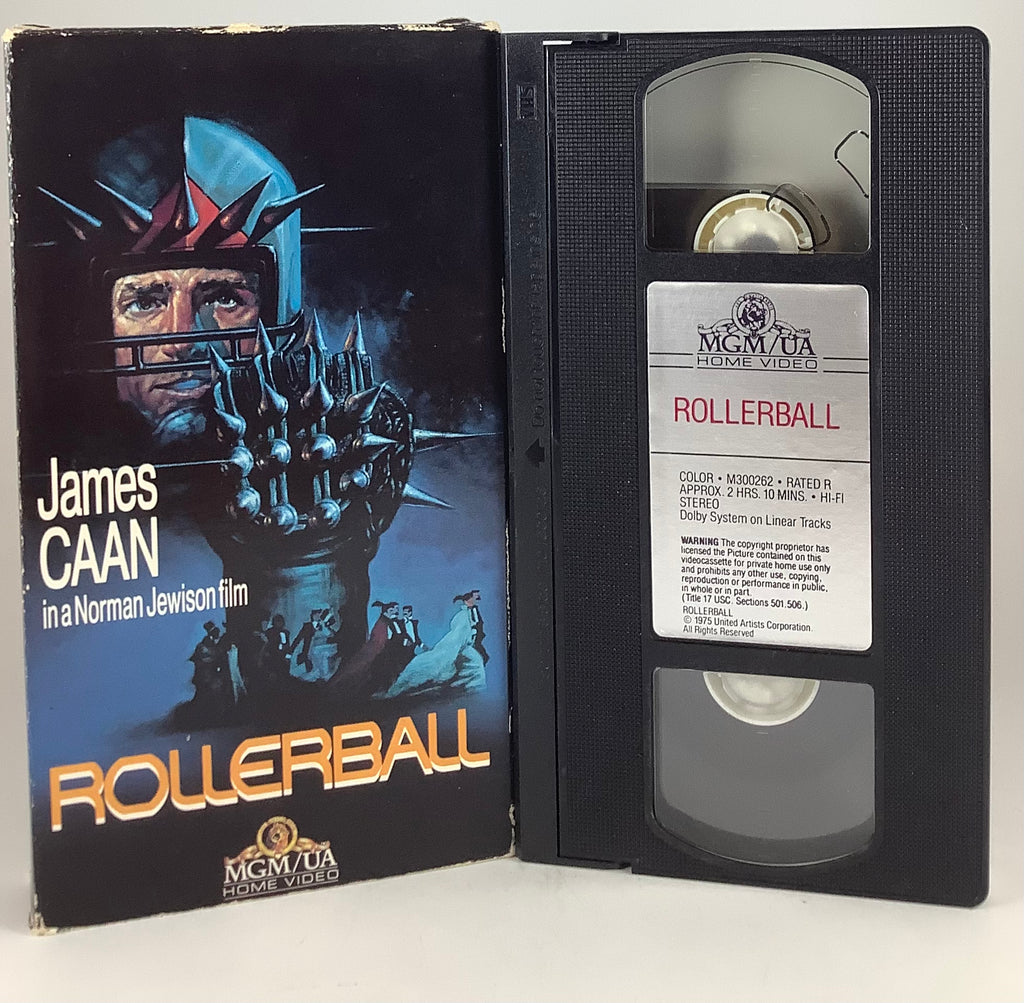 James
CAAN
in a Norman Jewison film
ROLLERBALL
MGM/UA
HOME VIDEO
VHS
MGM/UA
HOME VIDEO
ROLLERBALL
COLOR • M300262 • RATED R
APPROX. 2 HRS. 10 MINS. • HI-FI
STEREO
Dolby System on Linear Tracks
WARNING The copyright proprietor has
licensed the Picture contained on this
videocassette for private home use only
and prohibits any other use, copying,
reproduction or performance in public,
in whole or in part.
(Title 17 USC. Sections 501.506.)
ROLLERBALL
© 1975 United Artists Corporation.
All Rights Reserved